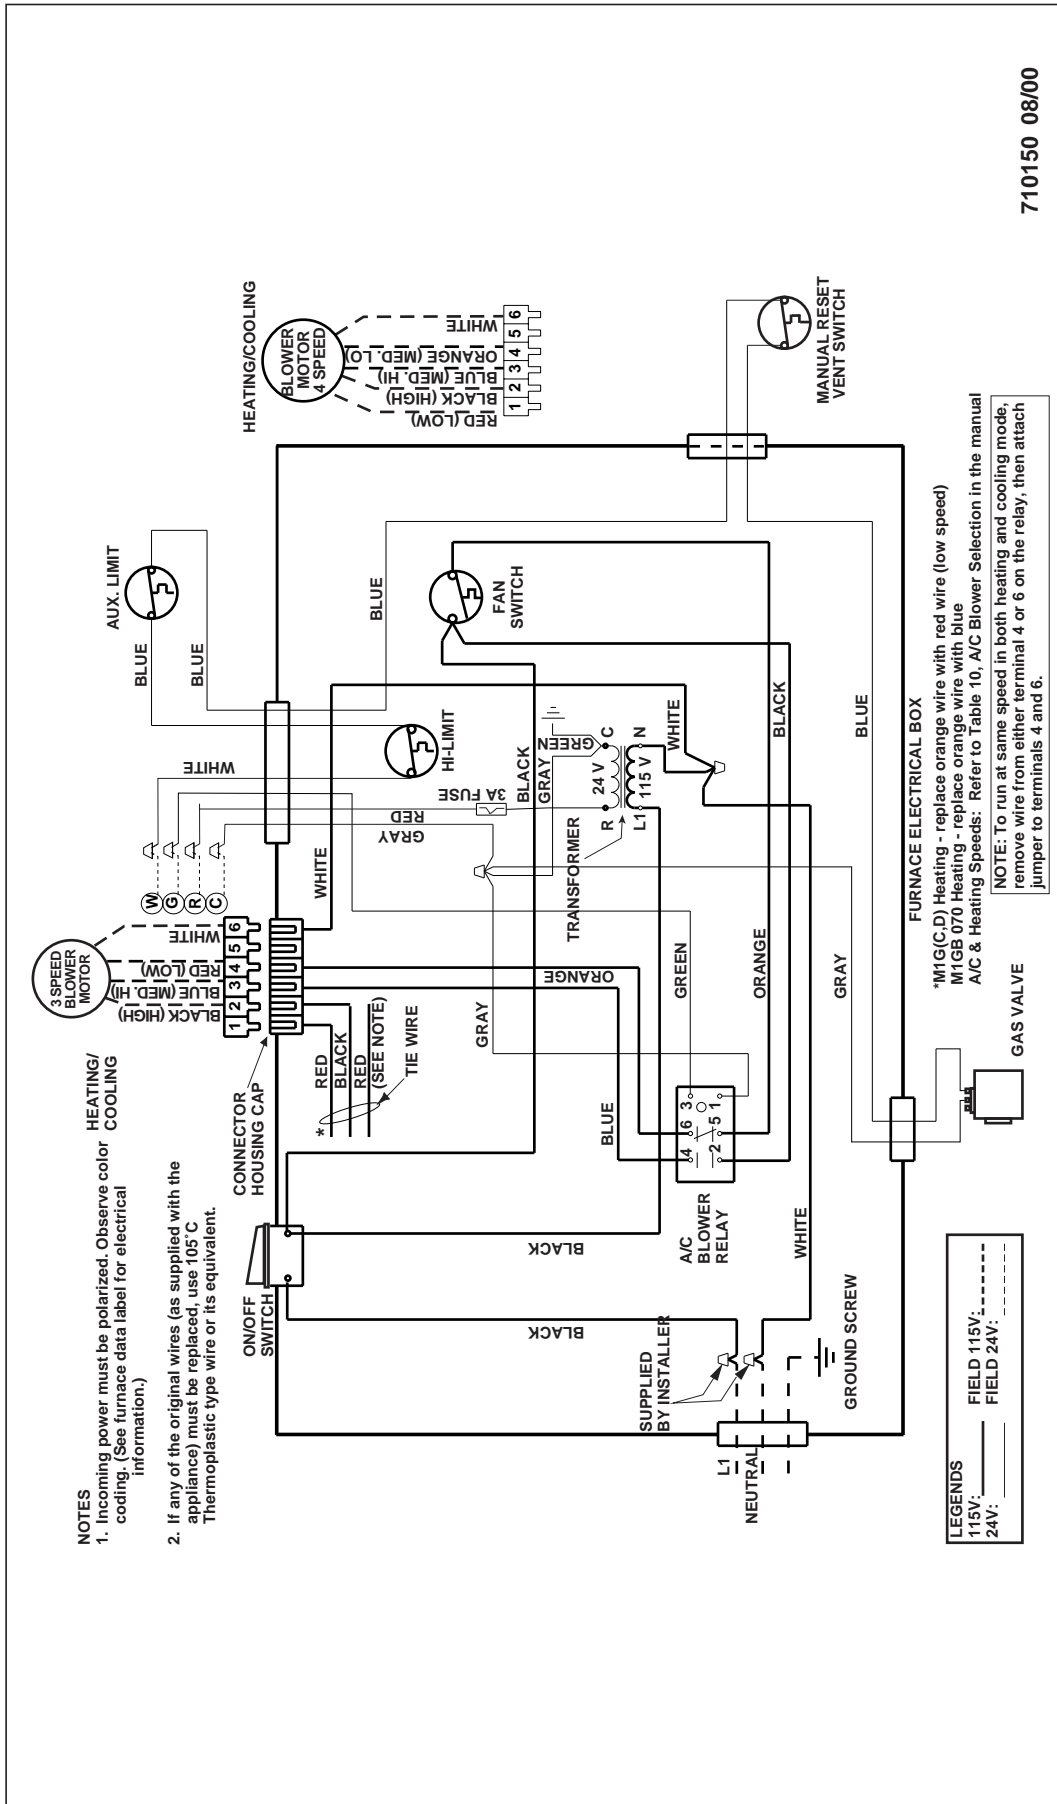 NOTES
1. Incoming power must be polarized. Observe color
coding. (See furnace data label for electrical
information.)
2. If any of the original wires (as supplied with the
appliance) must be replaced, use 105˚C
Thermoplastic type wire or its equivalent.
HEATING/
COOLING
3 SPEED
BLOWER
MOTOR
BLACK (HIGH)
BLUE (MED. HI)
RED (LOW)
WHITE
1 2 3 4 5 6
W
G
R
C
CONNECTOR
HOUSING CAP
AUX. LIMIT
BLUE
BLUE
HEATING/COOLING
BLOWER
MOTOR
4 SPEED
RED (LOW)
BLACK (HIGH)
BLUE (MED. HI)
ORANGE (MED. LO)
WHITE
1 2 3 4 5 6
ON/OFF
SWITCH
*
RED
BLACK
RED
(SEE NOTE)
TIE WIRE
WHITE
WHITE
GRAY
RED
3A FUSE
HI-LIMIT
BLUE
FAN
SWITCH
BLACK
GRAY
GREEN
GRAY
ORANGE
TRANSFORMER
R
24 V
C
L1
115 V
N
WHITE
BLACK
BLACK
BLUE
GREEN
ORANGE
BLACK
A/C
BLOWER
RELAY
4 6 3
2 5 1
WHITE
GRAY
BLUE
SUPPLIED
BY INSTALLER
L1
NEUTRAL
GROUND SCREW
MANUAL RESET
VENT SWITCH
FURNACE ELECTRICAL BOX
GAS VALVE
LEGENDS
115V:
FIELD 115V:
24V:
FIELD 24V:
*M1G(C,D) Heating - replace orange wire with red wire (low speed)
M1GB 070 Heating - replace orange wire with blue
A/C & Heating Speeds: Refer to Table 10, A/C Blower Selection in the manual
NOTE: To run at same speed in both heating and cooling mode,
remove wire from either terminal 4 or 6 on the relay, then attach
jumper to terminals 4 and 6.
710150 08/00